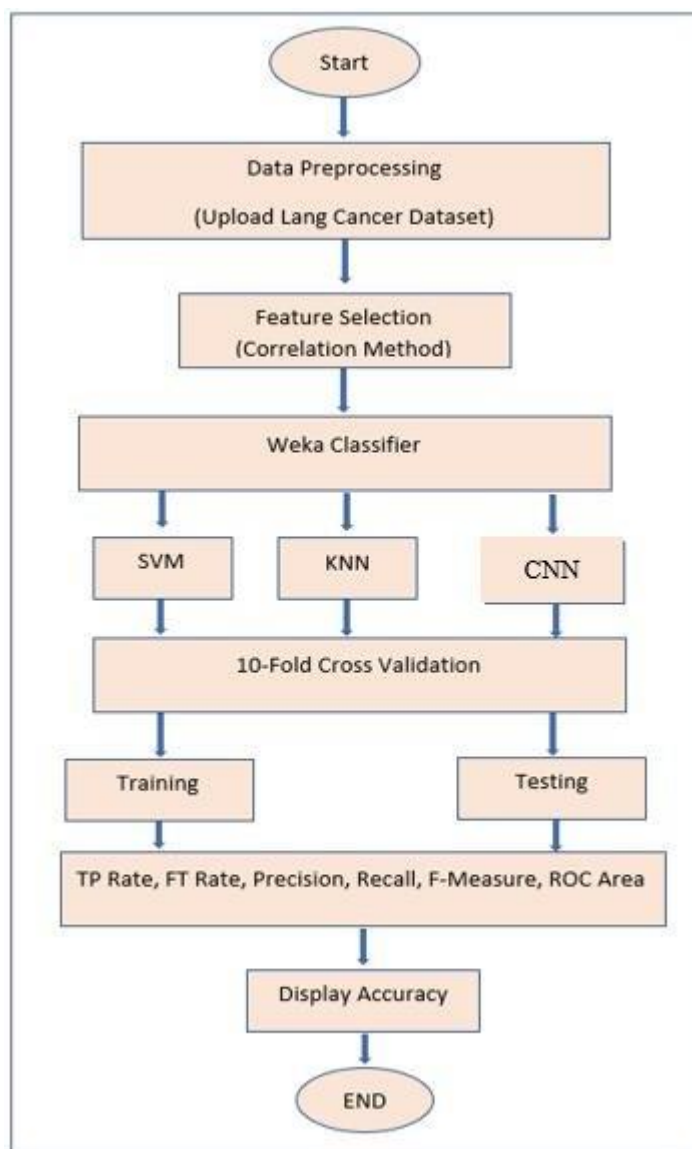 Start
Data Preprocessing
(Upload Lang Cancer Dataset)
Feature Selection
(Correlation Method)
Weka Classifier
SVM
KNN
CNN
10-Fold Cross Validation
Training
Testing
TP Rate, FT Rate, Precision, Recall, F-Measure, ROC Area
Display Accuracy
END